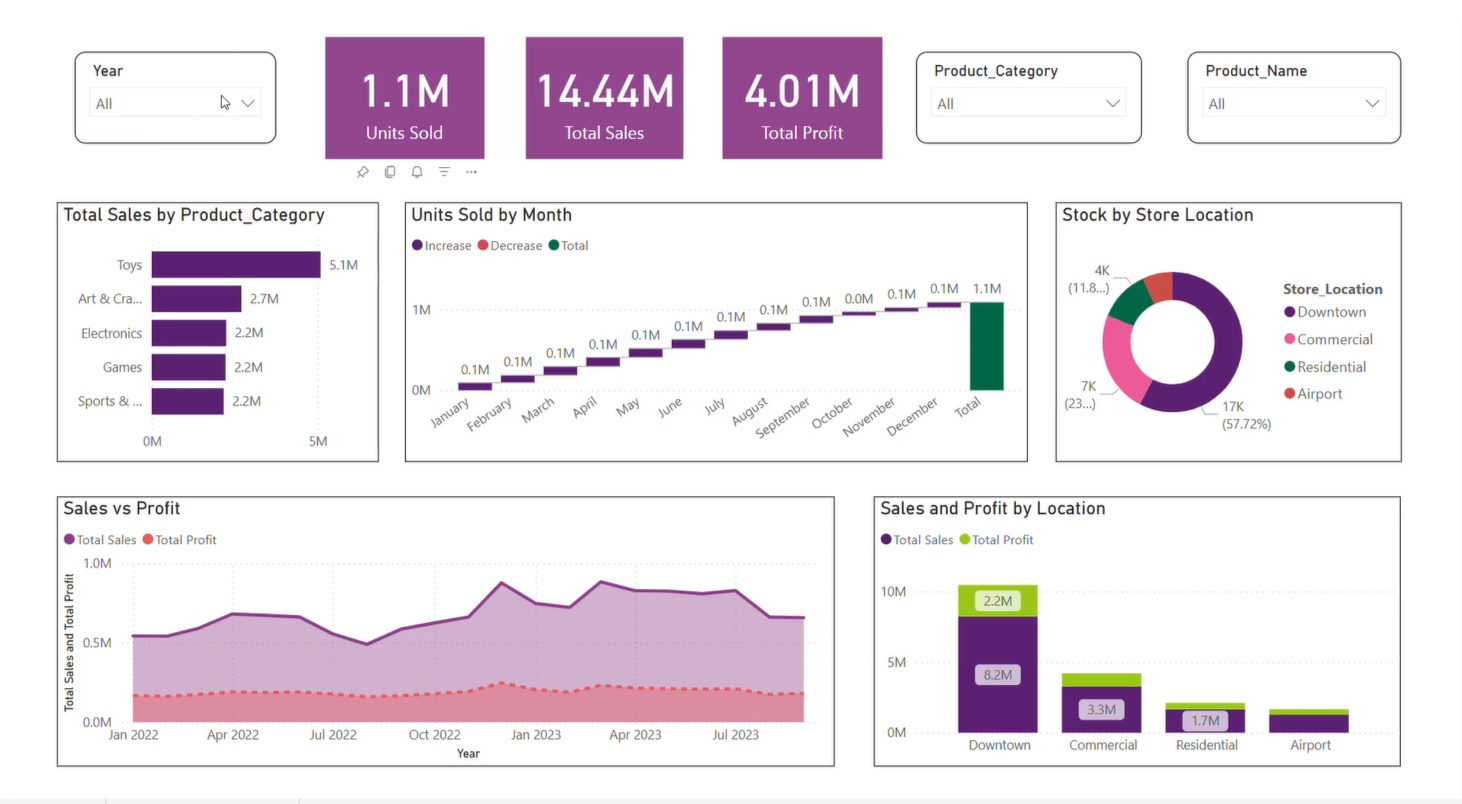 Year
All
1.1M
Units Sold
14.44M
Total Sales
4.01M
Total Profit
Product_Category
All
Product_Name
All
Total Sales by Product_Category
Toys
5.1M
Art & Cra...
2.7M
Electronics
2.2M
Games
2.2M
Sports & ...
2.2M
0M
5M
Units Sold by Month
Increase
Decrease
Total
1M
0M
0.1M
0.1M
0.1M
0.1M
0.1M
0.1M
0.1M
0.1M
0.1M
0.0M
0.1M
0.1M
1.1M
January
February
March
April
May
June
July
August
September
October
November
December
Total
Stock by Store Location
4K
(11.8...)
7K
(23...)
17K
(57.72%)
Store_Location
Downtown
Commercial
Residential
Airport
Sales vs Profit
Total Sales
Total Profit
Total Sales and Total Profit
1.0M
0.5M
0.0M
Jan 2022
Apr 2022
Jul 2022
Oct 2022
Jan 2023
Apr 2023
Jul 2023
Year
Sales and Profit by Location
Total Sales
Total Profit
10M
5M
0M
2.2M
8.2M
3.3M
1.7M
Downtown
Commercial
Residential
Airport